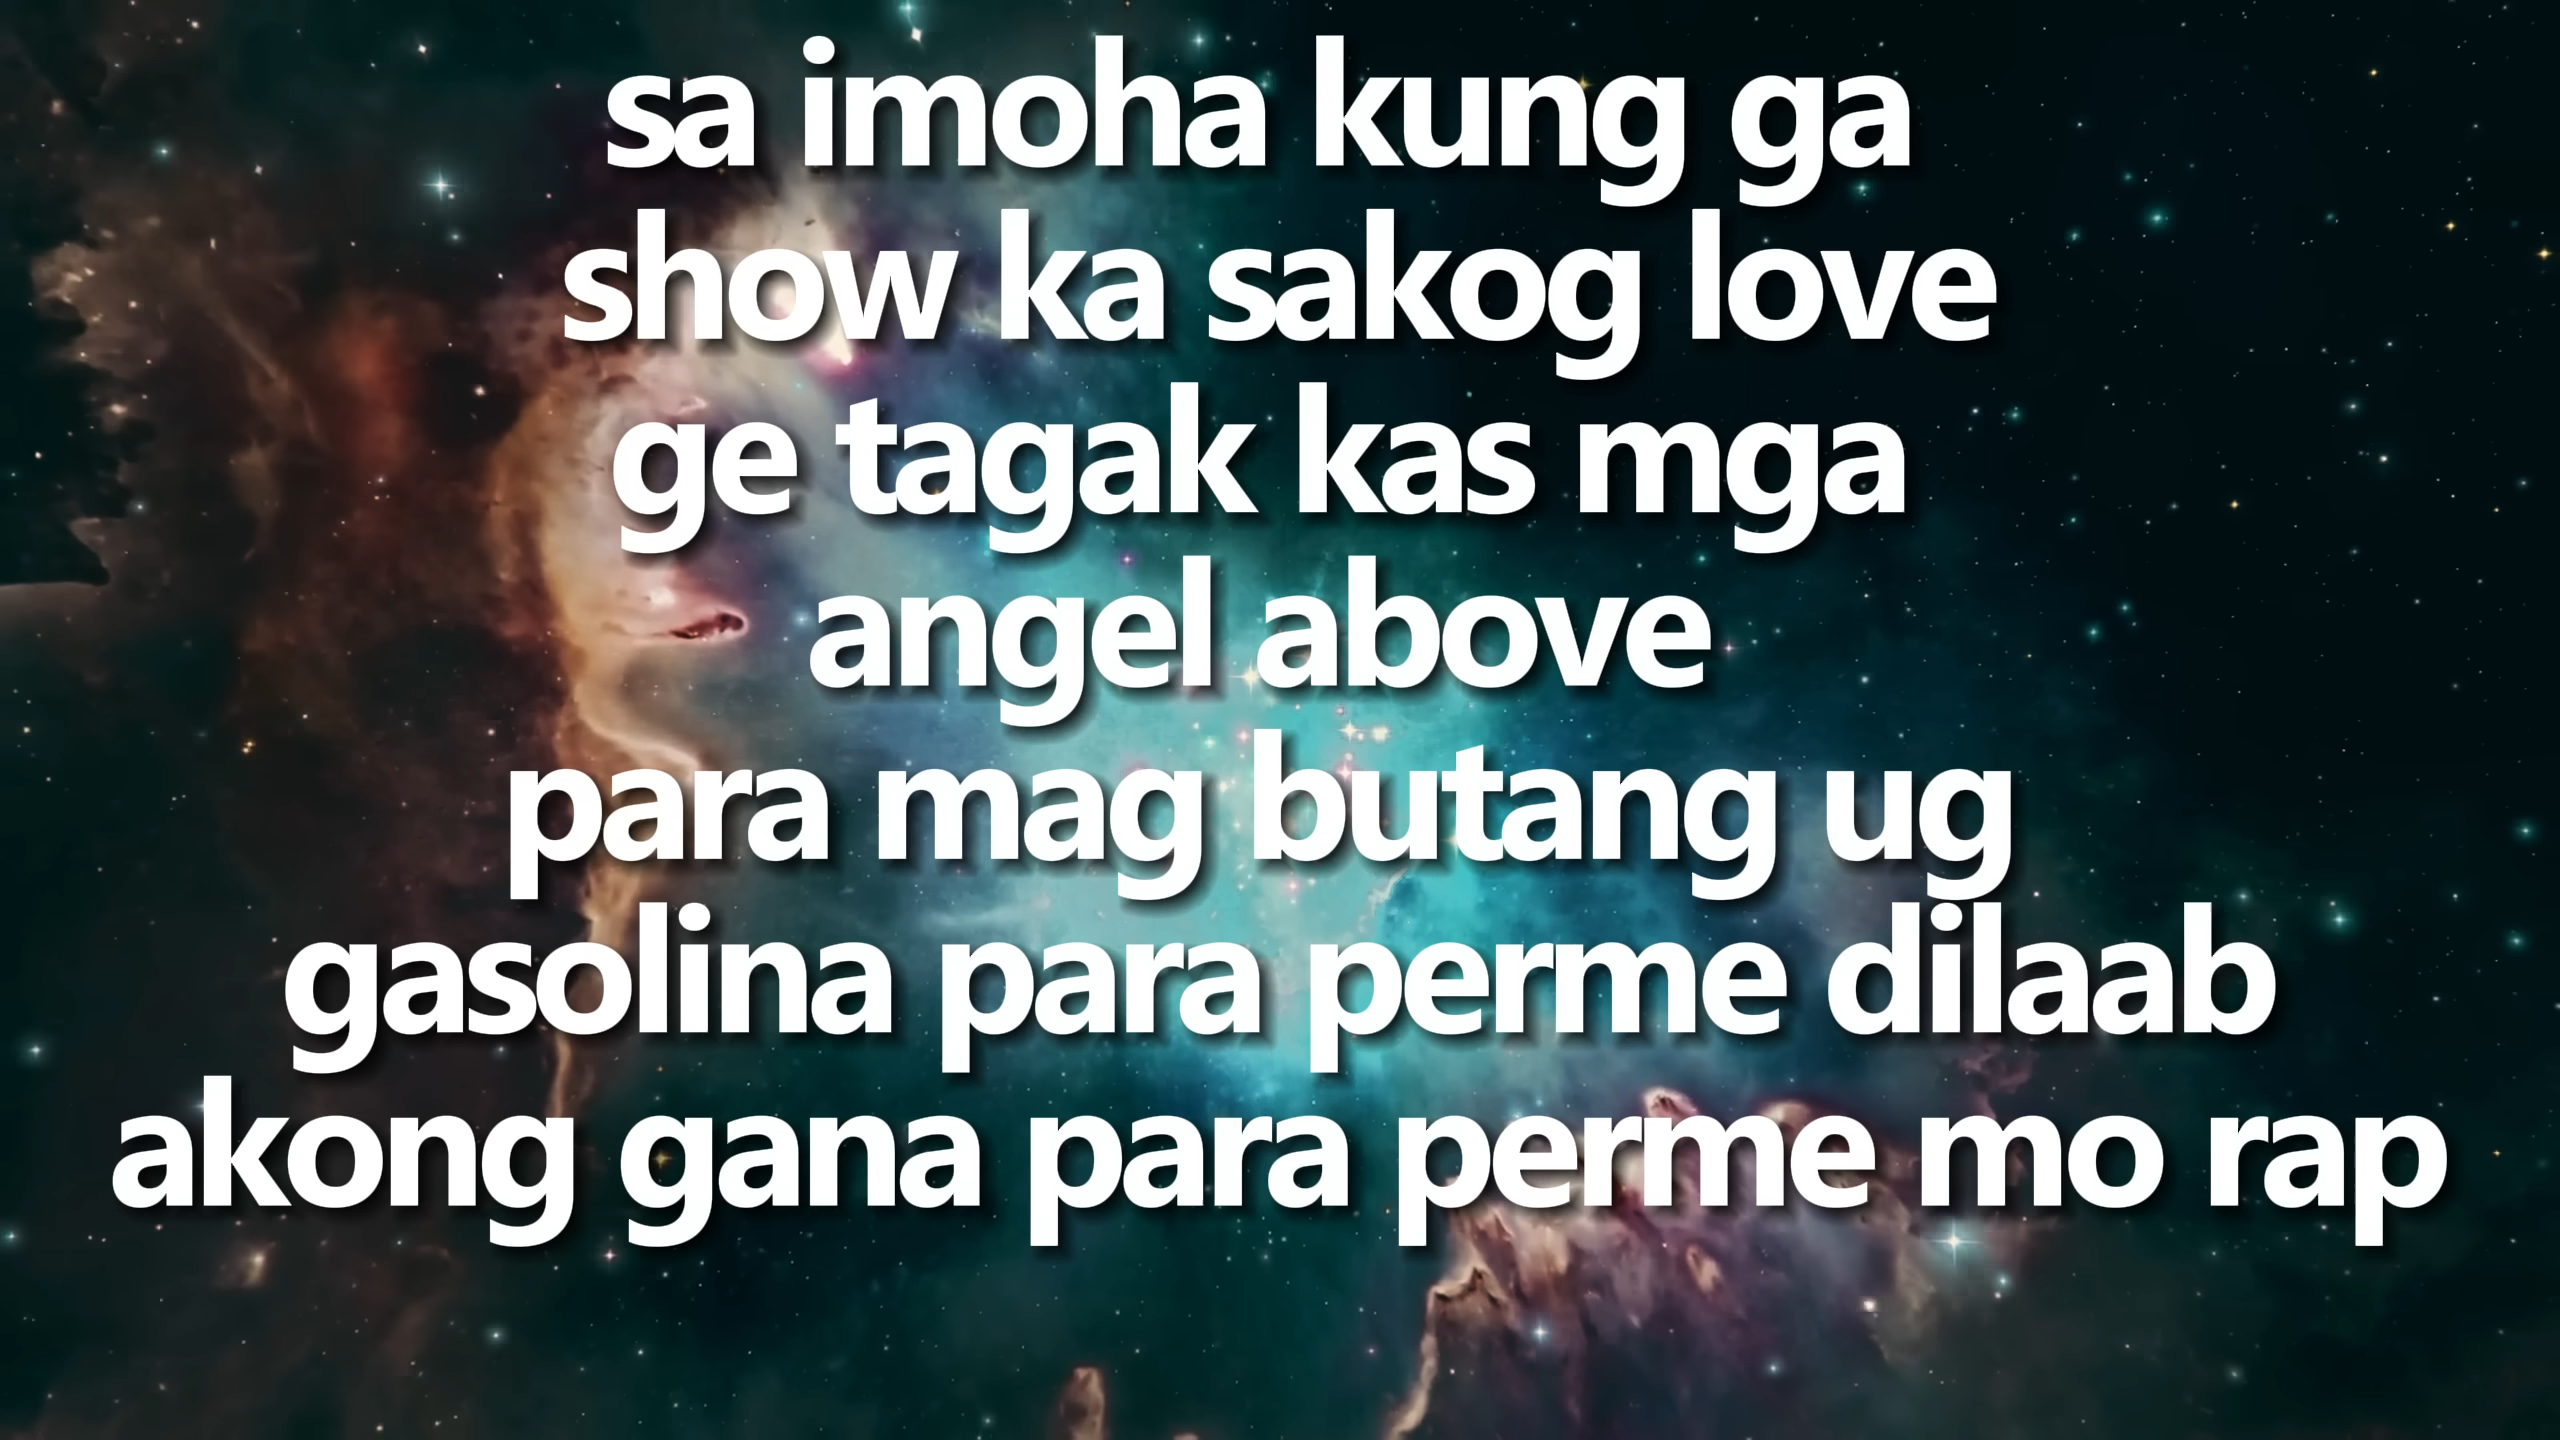 sa imoha kung ga
show ka sakog love
ge tagak kas mga
angel above
para mag butang ug
gasolina para perme dilaab
akong gana para perme mo rap